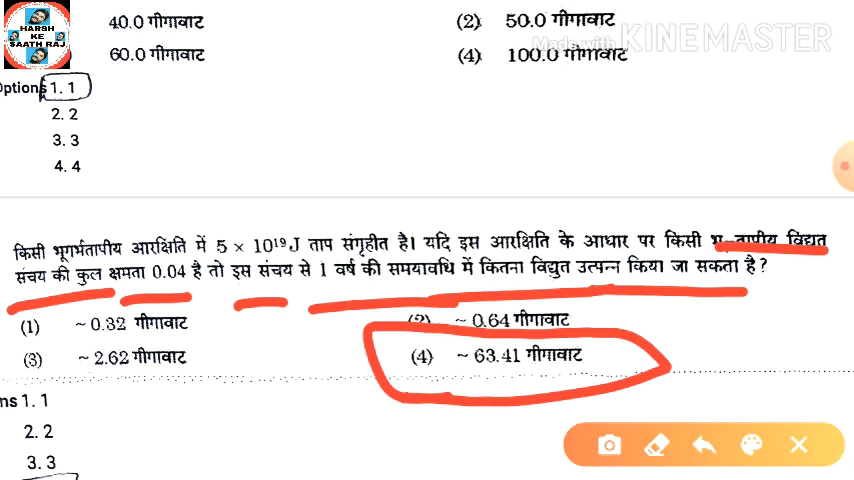 HARSH
KE
SAATH RAJ
40.0 गीगावाट
(2) 50.0 गीगावाट
Made with KINEMASTER
60.0 गीगावाट
(4) 100.0 गीगावाट
Options 1. 1
2. 2
3. 3
4. 4
किसी भूगर्भतापीय आरक्षिति में 5 × 10¹⁹ J ताप संगृहीत है। यदि इस आरक्षिति के आधार पर किसी विद्युत
संचय की कुल क्षमता 0.04 है तो इस संचय से 1 वर्ष की समयावधि में कितना विद्युत उत्पन्न किया जा सकता है ?
(1) ~ 0.32 गीगावाट
(2) ~ 0.64 गीगावाट
(3) ~ 2.62 गीगावाट
(4) ~ 63.41 गीगावाट
ns 1. 1
2. 2
3. 3